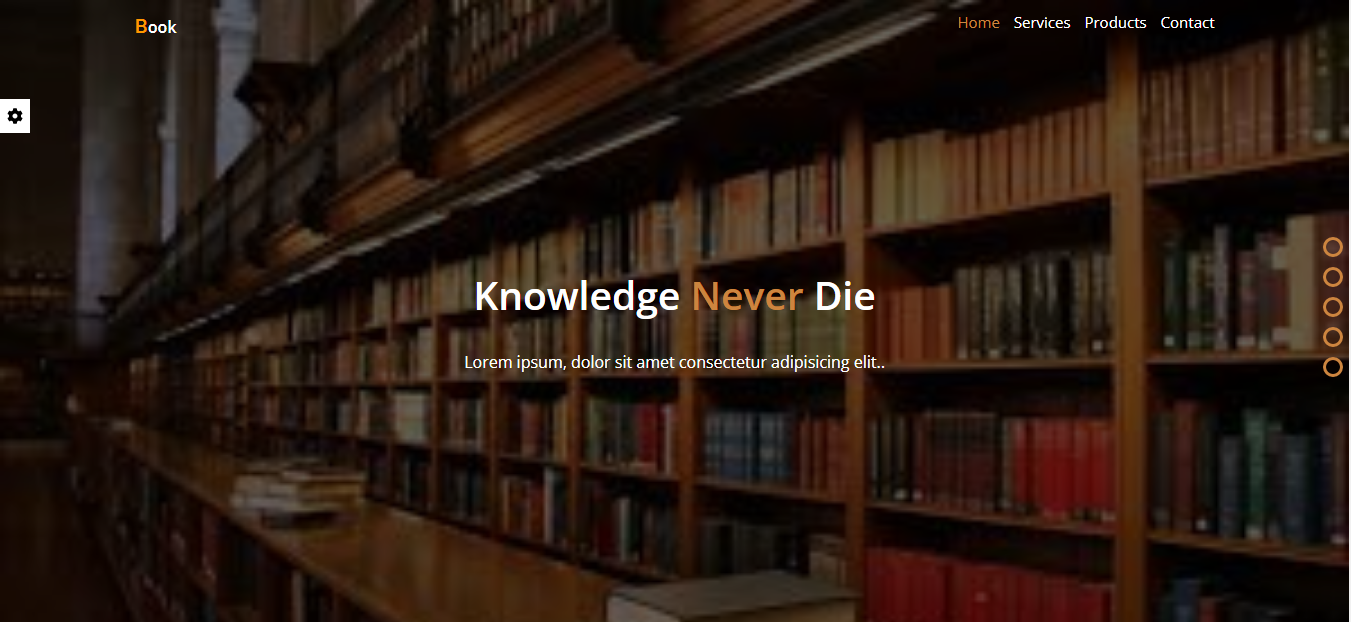 Book
Home Services Products Contact
Knowledge Never Die
Lorem ipsum, dolor sit amet consectetur adipisicing elit..